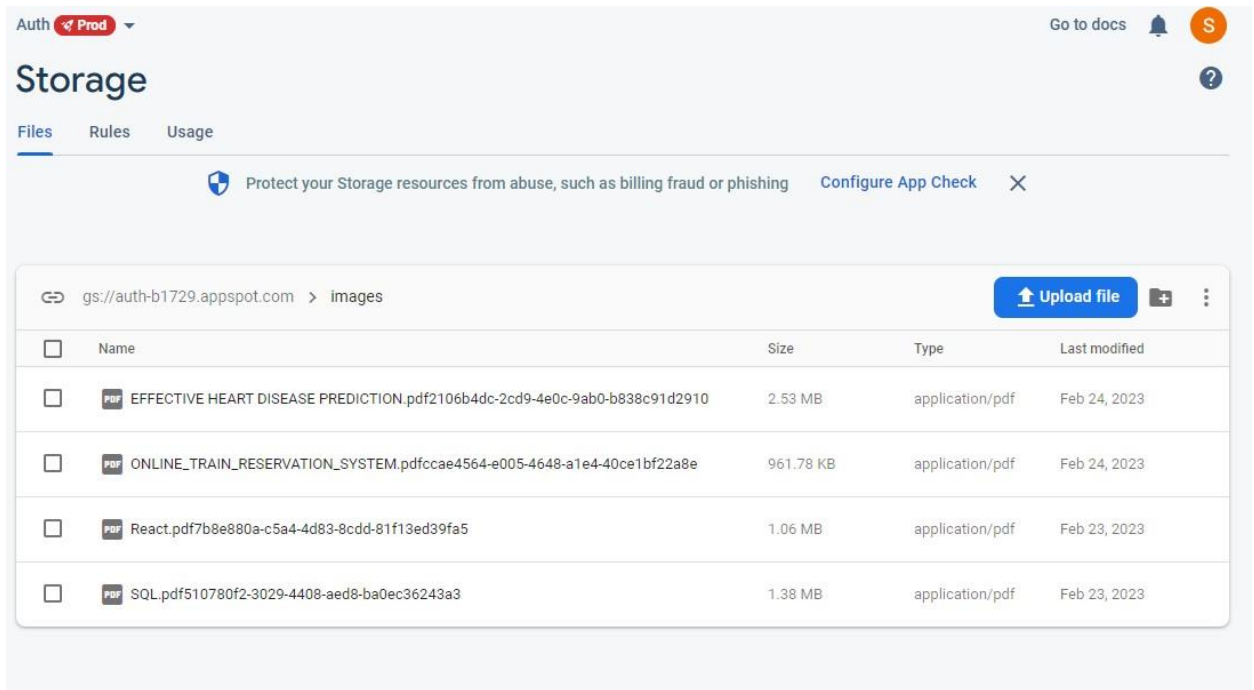 Auth Prod Go to docs S
Storage
Files Rules Usage
Protect your Storage resources from abuse, such as billing fraud or phishing Configure App Check
gs://auth-b1729.appspot.com > images Upload file
Name Size Type Last modified
PDF EFFECTIVE HEART DISEASE PREDICTION.pdf2106b4dc-2cd9-4e0c-9ab0-b838c91d2910 2.53 MB application/pdf Feb 24, 2023
PDF ONLINE_TRAIN_RESERVATION_SYSTEM.pdfccae4564-e005-4648-a1e4-40ce1bf22a8e 961.78 KB application/pdf Feb 24, 2023
PDF React.pdf7b8e880a-c5a4-4d83-8cdd-81f13ed39fa5 1.06 MB application/pdf Feb 23, 2023
PDF SQL.pdf510780f2-3029-4408-aed8-ba0ec36243a3 1.38 MB application/pdf Feb 23, 2023